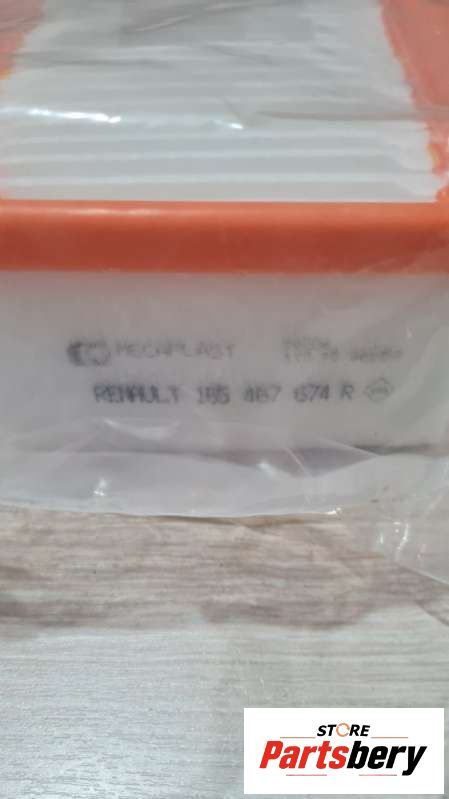 MECAPLAST
RENAULT 165 467 674 R
STORE
Partsbery